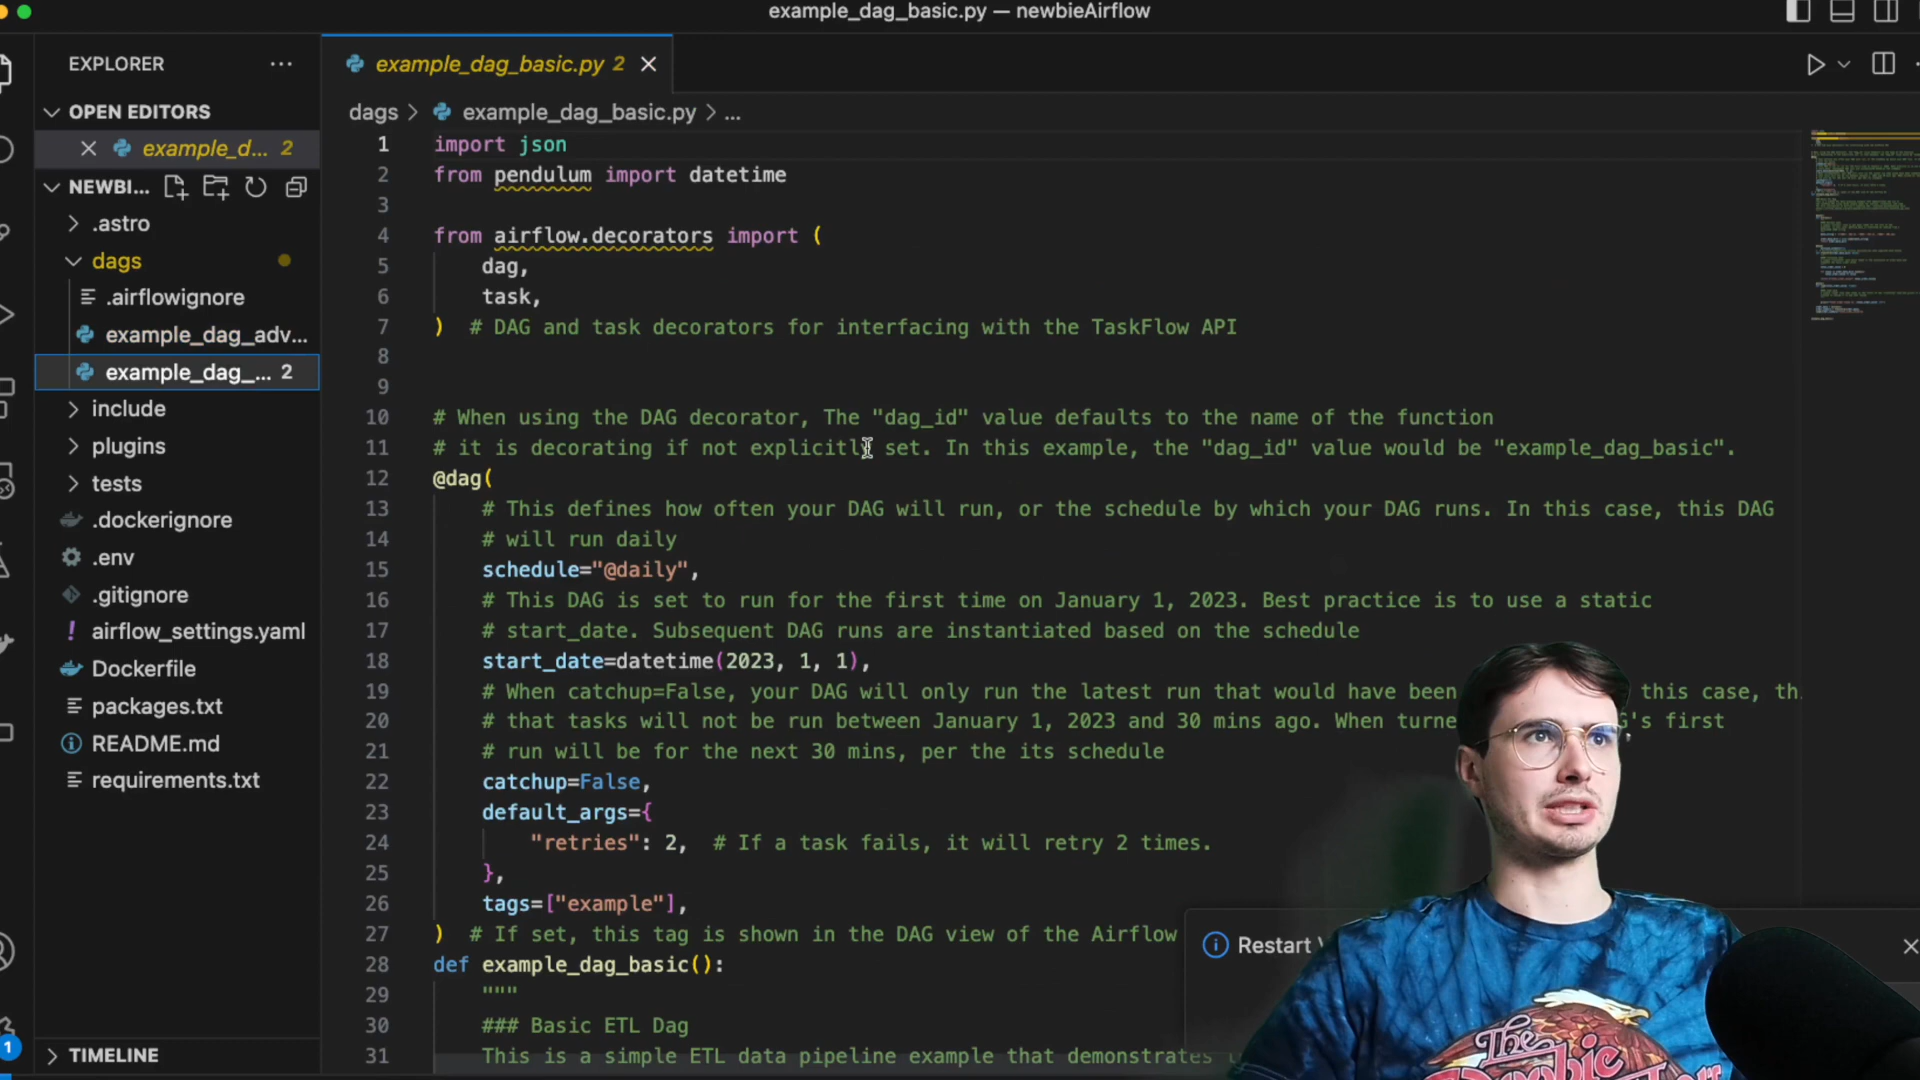 example_dag_basic.py — newbieAirflow
EXPLORER
OPEN EDITORS
example_d... 2
NEWBI...
.astro
dags
.airflowignore
example_dag_adv...
example_dag_... 2
include
plugins
tests
.dockerignore
.env
.gitignore
airflow_settings.yaml
Dockerfile
packages.txt
README.md
requirements.txt
TIMELINE
1
example_dag_basic.py 2
dags > example_dag_basic.py > ...
1 import json
2 from pendulum import datetime
3
4 from airflow.decorators import (
5 dag,
6 task,
7 ) # DAG and task decorators for interfacing with the TaskFlow API
8
9
10 # When using the DAG decorator, The "dag_id" value defaults to the name of the function
11 # it is decorating if not explicitly set. In this example, the "dag_id" value would be "example_dag_basic".
12 @dag(
13 # This defines how often your DAG will run, or the schedule by which your DAG runs. In this case, this DAG
14 # will run daily
15 schedule="@daily",
16 # This DAG is set to run for the first time on January 1, 2023. Best practice is to use a static
17 # start_date. Subsequent DAG runs are instantiated based on the schedule
18 start_date=datetime(2023, 1, 1),
19 # When catchup=False, your DAG will only run the latest run that would have been this case, th
20 # that tasks will not be run between January 1, 2023 and 30 mins ago. When turne G's first
21 # run will be for the next 30 mins, per the its schedule
22 catchup=False,
23 default_args={
24 "retries": 2, # If a task fails, it will retry 2 times.
25 },
26 tags=["example"],
27 ) # If set, this tag is shown in the DAG view of the Airflow
28 def example_dag_basic():
29 """
30 ### Basic ETL Dag
31 This is a simple ETL data pipeline example that demonstrates
Restart
The